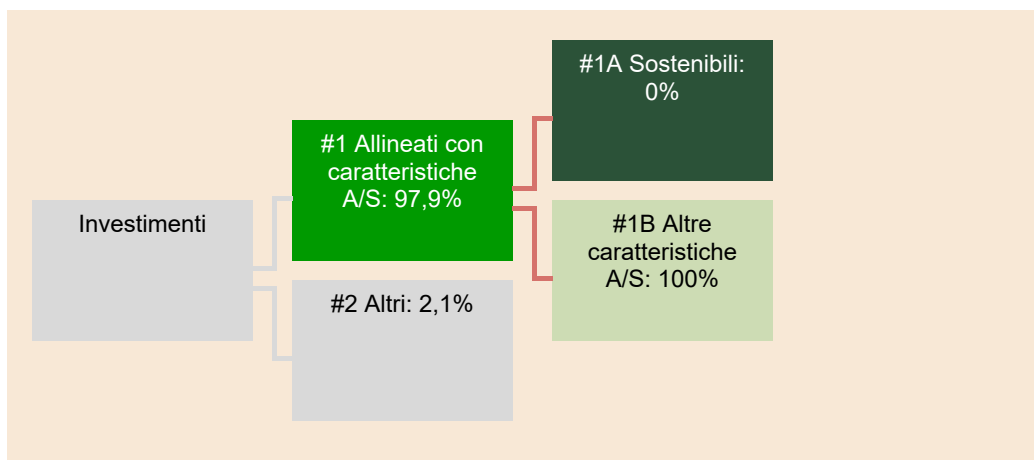 Investimenti
#1 Allineati con
caratteristiche
A/S: 97,9%
#2 Altri: 2,1%
#1A Sostenibili:
0%
#1B Altre
caratteristiche
A/S: 100%